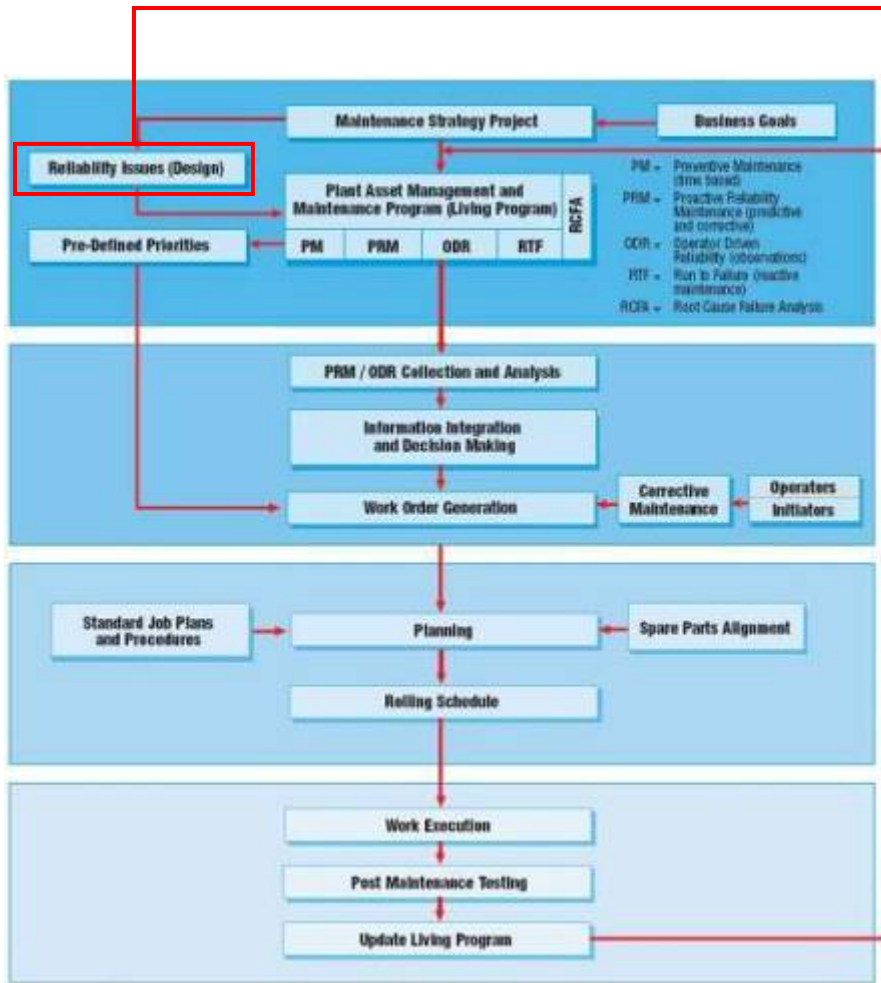 Maintenance Strategy Project
Business Goals
Reliability Issues (Design)
Plant Asset Management and
Maintenance Program (Living Program)
RCFA
PM
PRM
ODR
RTF
Pre-Defined Priorities
PM = Preventive Maintenance
(time based)
PRM = Proactive Reliability
Maintenance (predictive
and corrective)
ODR = Operator Driven
Reliability (observations)
RTF = Run to Failure (reactive
maintenance)
RCFA = Root Cause Failure Analysis
PRM / ODR Collection and Analysis
Information Integration
and Decision Making
Work Order Generation
Corrective
Maintenance
Operators
Initiators
Standard Job Plans
and Procedures
Planning
Spare Parts Alignment
Rolling Schedule
Work Execution
Post Maintenance Testing
Update Living Program